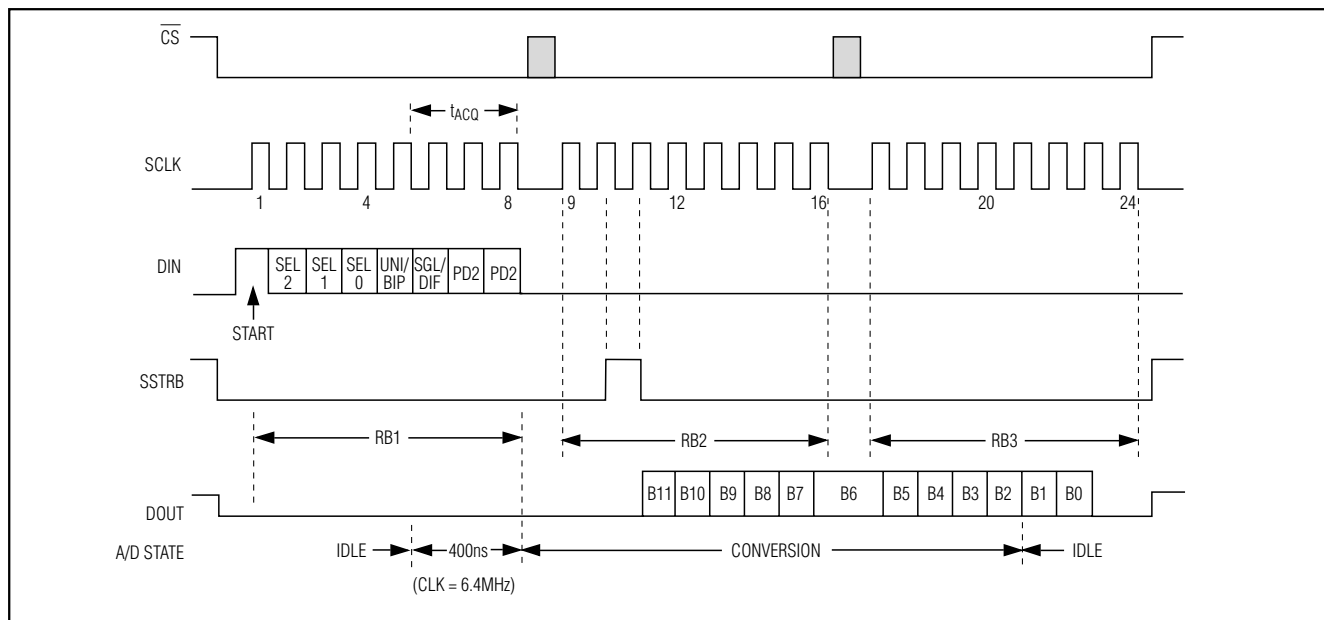 CS
tACQ
SCLK
1 4 8 9 12 16 20 24
DIN
SEL 2 SEL 1 SEL 0 UNI/ BIP SGL/ DIF PD2 PD2
START
SSTRB
RB1 RB2 RB3
DOUT
B11 B10 B9 B8 B7 B6 B5 B4 B3 B2 B1 B0
A/D STATE IDLE 400ns CONVERSION IDLE
(CLK = 6.4MHz)